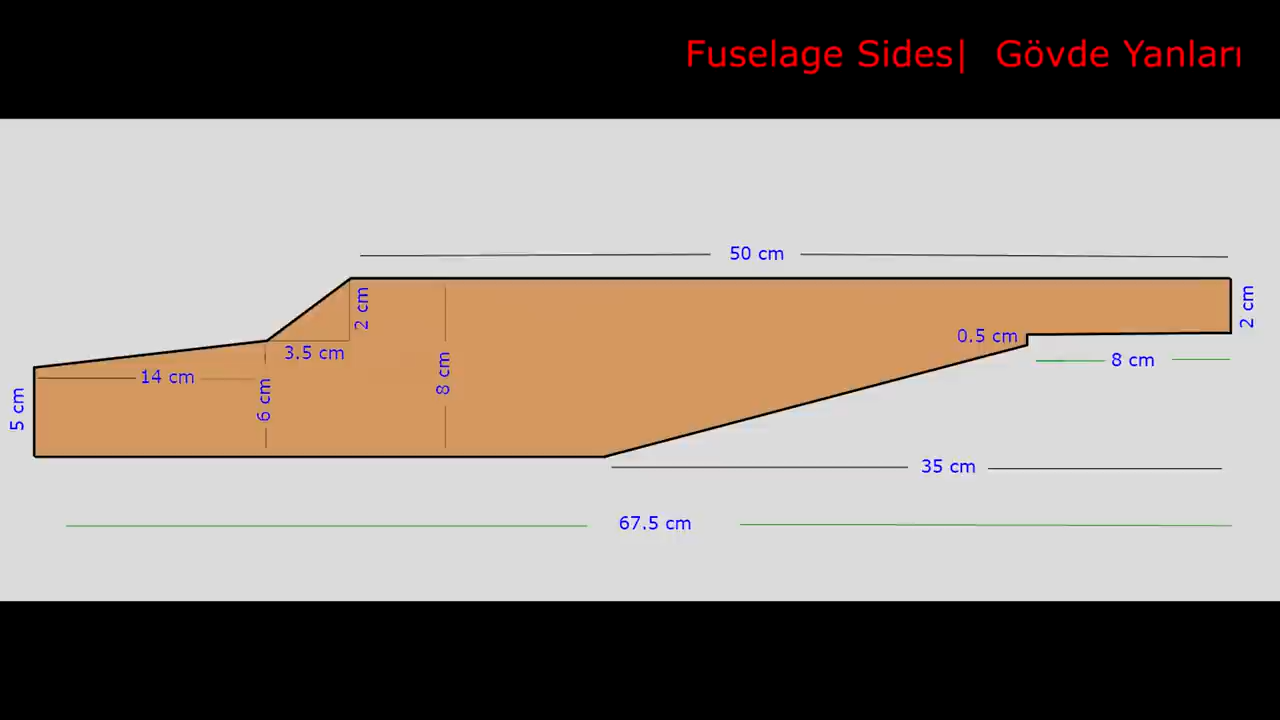 Fuselage Sides| Gövde Yanları
50 cm
2 cm
2 cm
0.5 cm
3.5 cm
8 cm
14 cm
8 cm
6 cm
5 cm
35 cm
67.5 cm